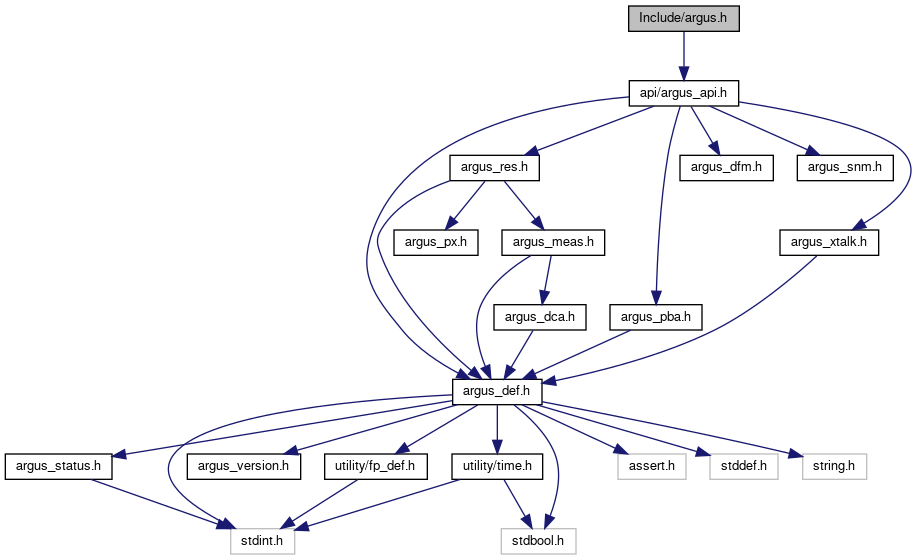 Include/argus.h
api/argus_api.h
argus_res.h
argus_dfm.h
argus_snm.h
argus_px.h
argus_meas.h
argus_xtalk.h
argus_dca.h
argus_pba.h
argus_def.h
argus_status.h
argus_version.h
utility/fp_def.h
utility/time.h
assert.h
stddef.h
string.h
stdint.h
stdbool.h